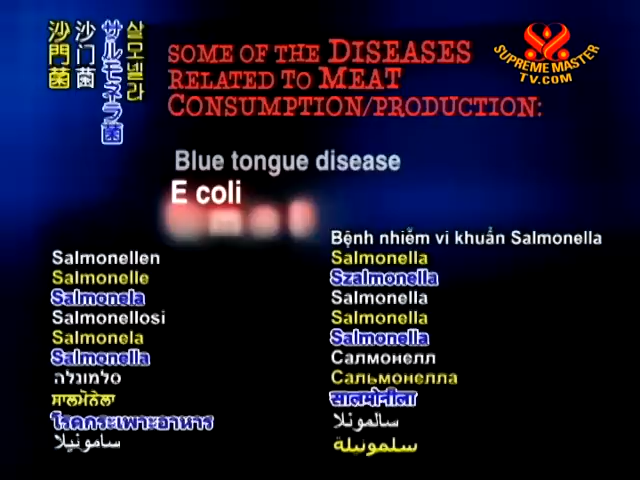 沙門菌
沙门菌
サルモネラ菌
살모넬라
SOME OF THE DISEASES
RELATED TO MEAT
CONSUMPTION/PRODUCTION:
SUPREME MASTER
TV.COM
Blue tongue disease
E coli
Bệnh nhiễm vi khuẩn Salmonella
Salmonellen
Salmonelle
Salmonela
Salmonellosi
Salmonela
Salmonella
סלמונלה
ਸਾਲਮੋਨੇਲਾ
โรคกระเพาะอาหาร
سامونيلا
Salmonella
Szalmonella
Salmonella
Salmonella
Salmonella
Салмонелл
Сальмонелла
सालमोनीला
سالمونلا
سلمونيلة